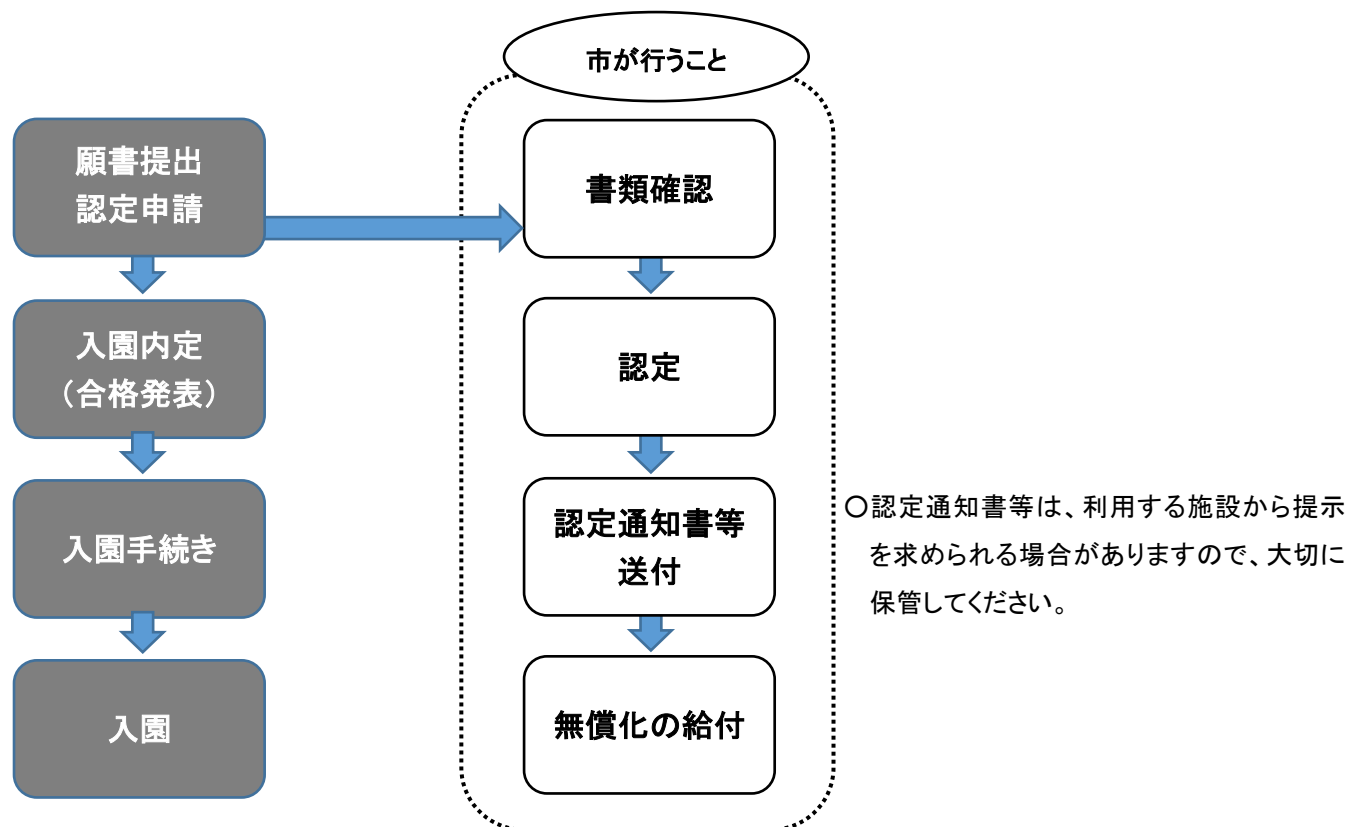 市が行うこと
願書提出
認定申請
書類確認
入園内定
（合格発表）
認定
入園手続き
認定通知書等
送付
〇認定通知書等は、利用する施設から提示
を求められる場合がありますので、大切に
保管してください。
入園
無償化の給付